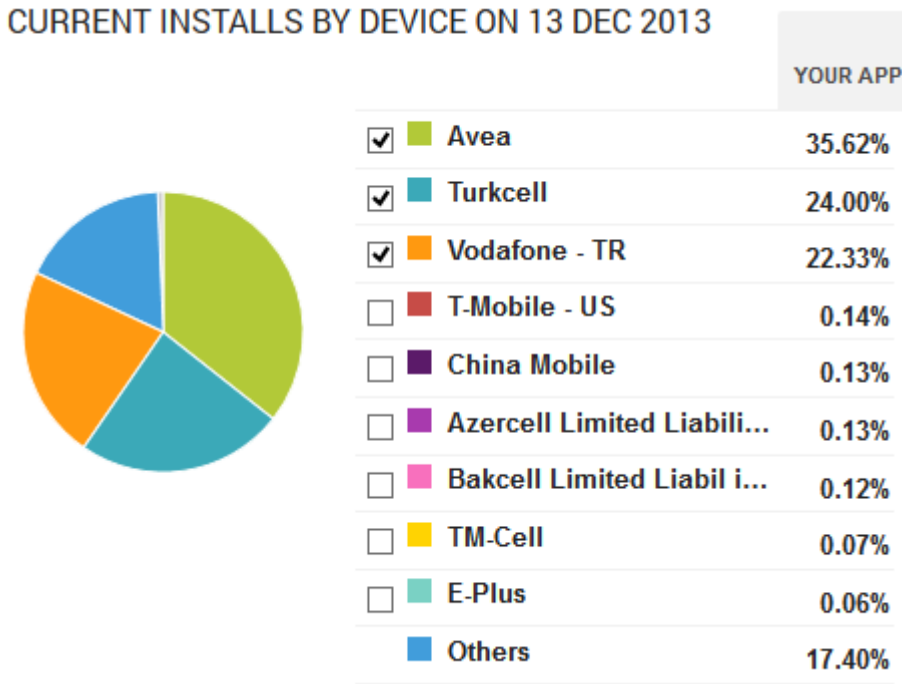 CURRENT INSTALLS BY DEVICE ON 13 DEC 2013
YOUR APP
Avea 35.62%
Turkcell 24.00%
Vodafone - TR 22.33%
T-Mobile - US 0.14%
China Mobile 0.13%
Azercell Limited Liabili... 0.13%
Bakcell Limited Liabil i... 0.12%
TM-Cell 0.07%
E-Plus 0.06%
Others 17.40%